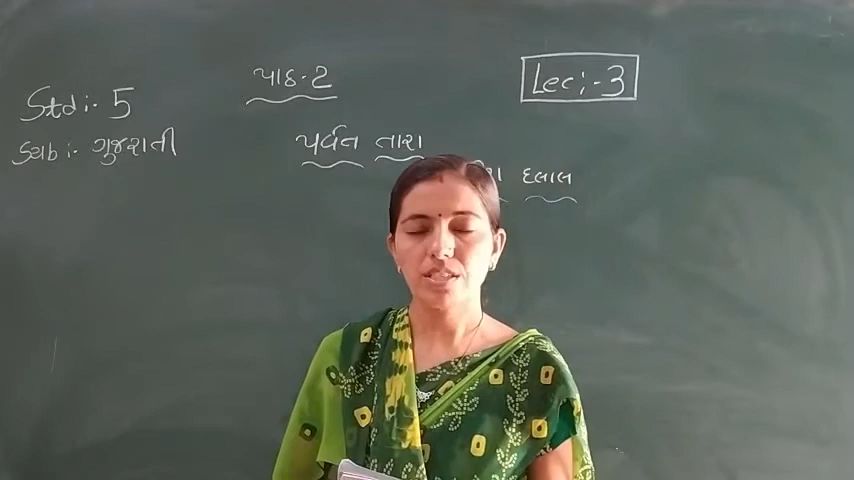 પાઠ-2
Lec :- 3
Std :- 5
Sub :- ગુજરાતી
પર્વત તારા
દલાલ